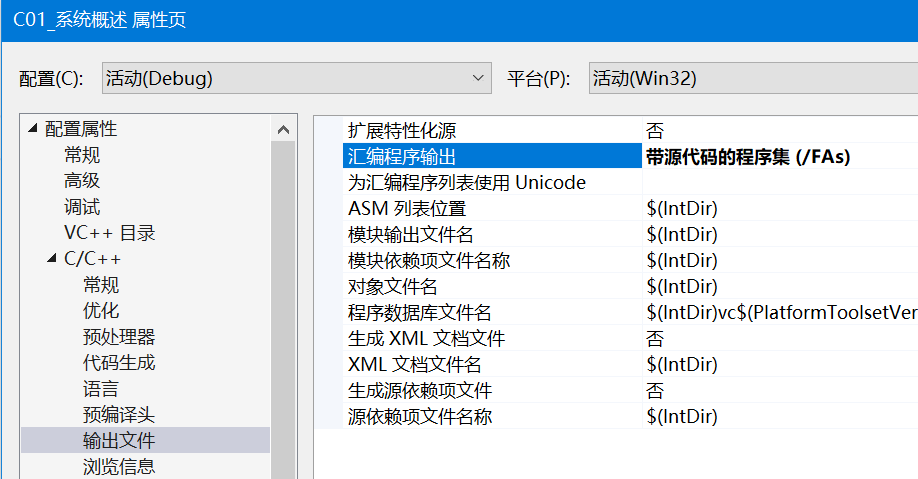 C01_系统概述 属性页
配置(C): 活动(Debug) 平台(P): 活动(Win32)
配置属性
常规
高级
调试
VC++ 目录
C/C++
常规
优化
预处理器
代码生成
语言
预编译头
输出文件
浏览信息
扩展特性化源 否
汇编程序输出 带源代码的程序集 (/FAs)
为汇编程序列表使用 Unicode
ASM 列表位置 $(IntDir)
模块输出文件名 $(IntDir)
模块依赖项文件名称 $(IntDir)
对象文件名 $(IntDir)
程序数据库文件名 $(IntDir)vc$(PlatformToolsetVer
生成 XML 文档文件 否
XML 文档文件名 $(IntDir)
生成源依赖项文件 否
源依赖项文件名称 $(IntDir)